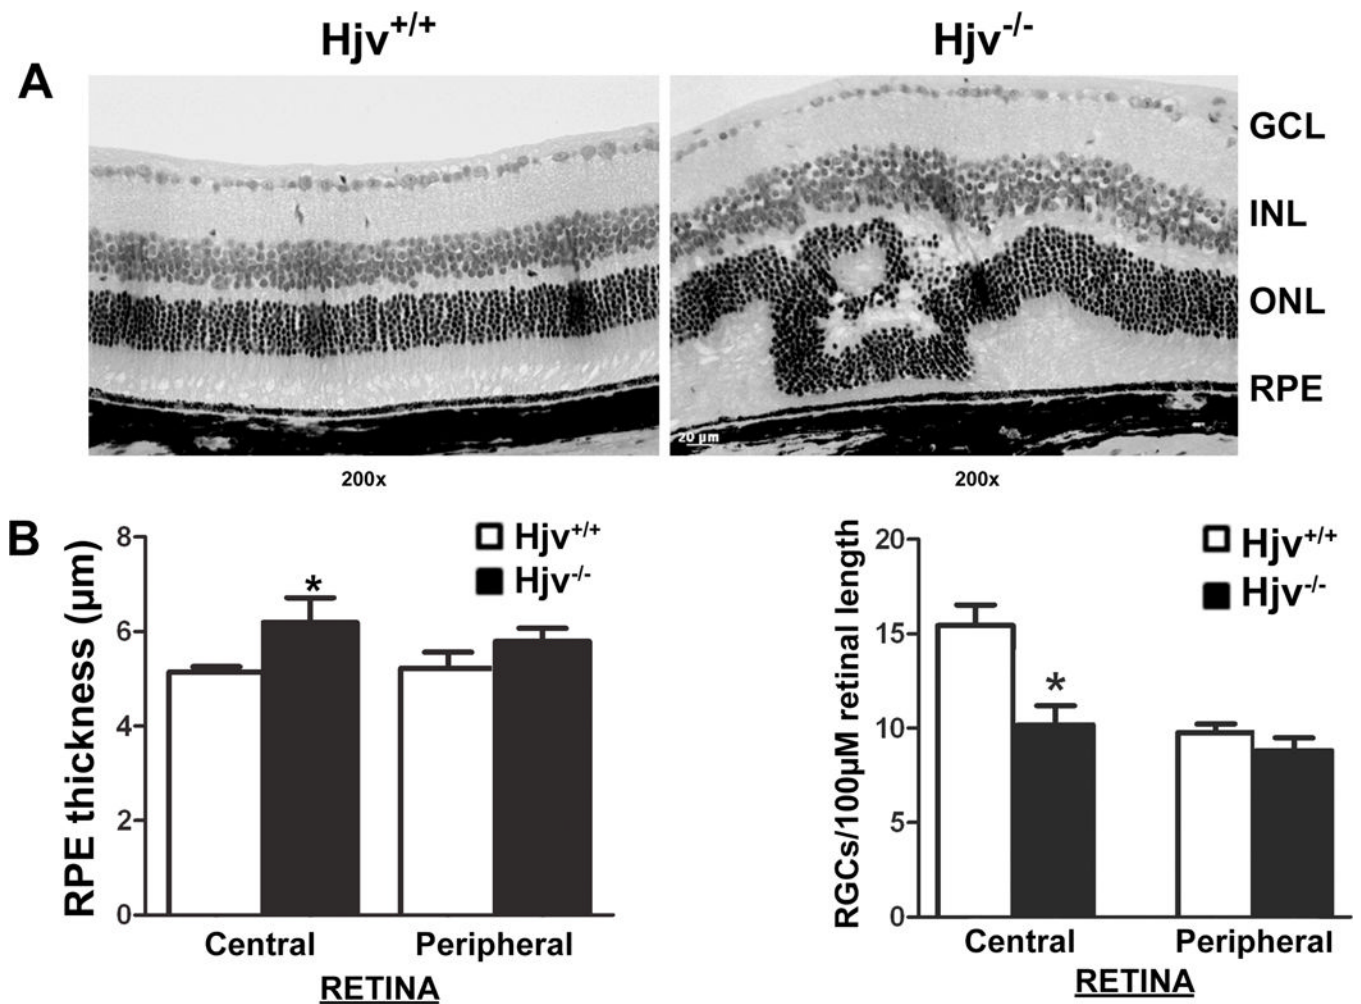 Hjv+/+
Hjv-/-
A
GCL
INL
ONL
RPE
20 µm
200x
200x
B
RPE thickness (µm)
8
6
4
2
0
*
Hjv+/+
Hjv-/-
Central
Peripheral
RETINA
RGCs/100µM retinal length
20
15
10
5
0
*
Hjv+/+
Hjv-/-
Central
Peripheral
RETINA